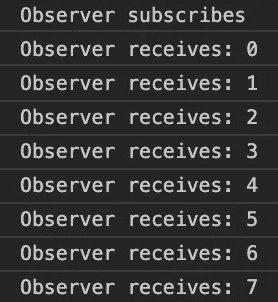 Observer subscribes
Observer receives: 0
Observer receives: 1
Observer receives: 2
Observer receives: 3
Observer receives: 4
Observer receives: 5
Observer receives: 6
Observer receives: 7